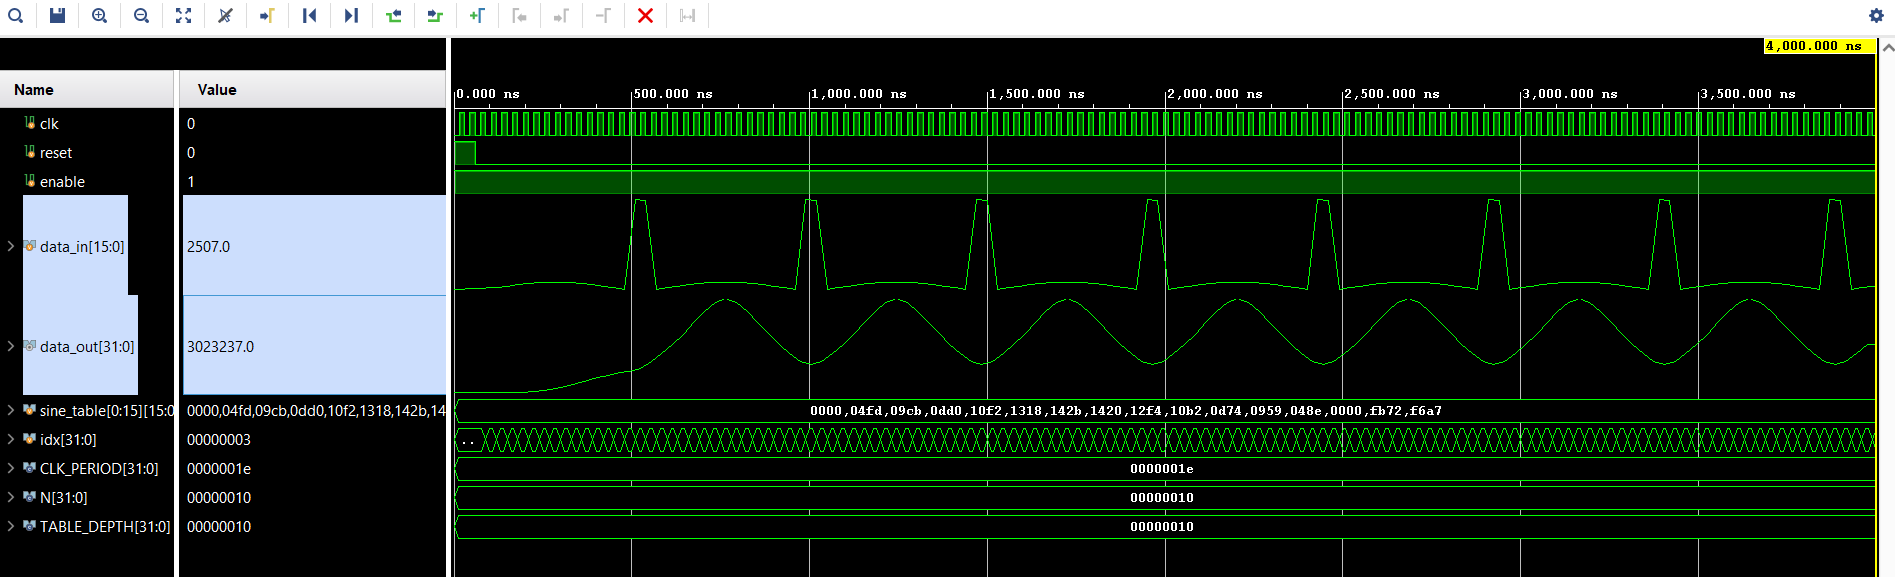 4,000.000 ns
Name Value
0.000 ns 500.000 ns 1,000.000 ns 1,500.000 ns 2,000.000 ns 2,500.000 ns 3,000.000 ns 3,500.000 ns
clk 0
reset 0
enable 1
data_in[15:0] 2507.0
data_out[31:0] 3023237.0
sine_table[0:15][15:0 0000,04fd,09cb,0dd0,10f2,1318,142b,14 0000,04fd,09cb,0dd0,10f2,1318,142b,1420,12f4,10b2,0d74,0959,048e,0000,fb72,f6a7
idx[31:0] 00000003 ..
CLK_PERIOD[31:0] 0000001e 0000001e
N[31:0] 00000010 00000010
TABLE_DEPTH[31:0] 00000010 00000010